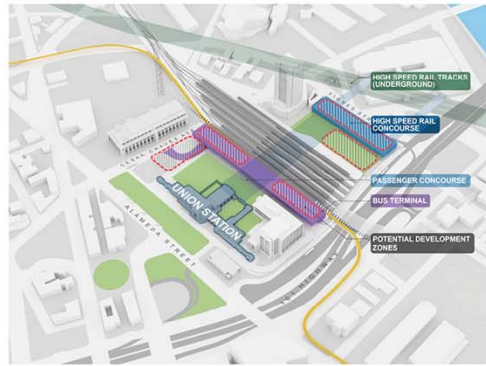 HIGH SPEED RAIL TRACKS
(UNDERGROUND)
HIGH SPEED RAIL
CONCOURSE
PASSENGER CONCOURSE
BUS TERMINAL
POTENTIAL DEVELOPMENT
ZONES
UNION STATION
ALAMEDA STREET